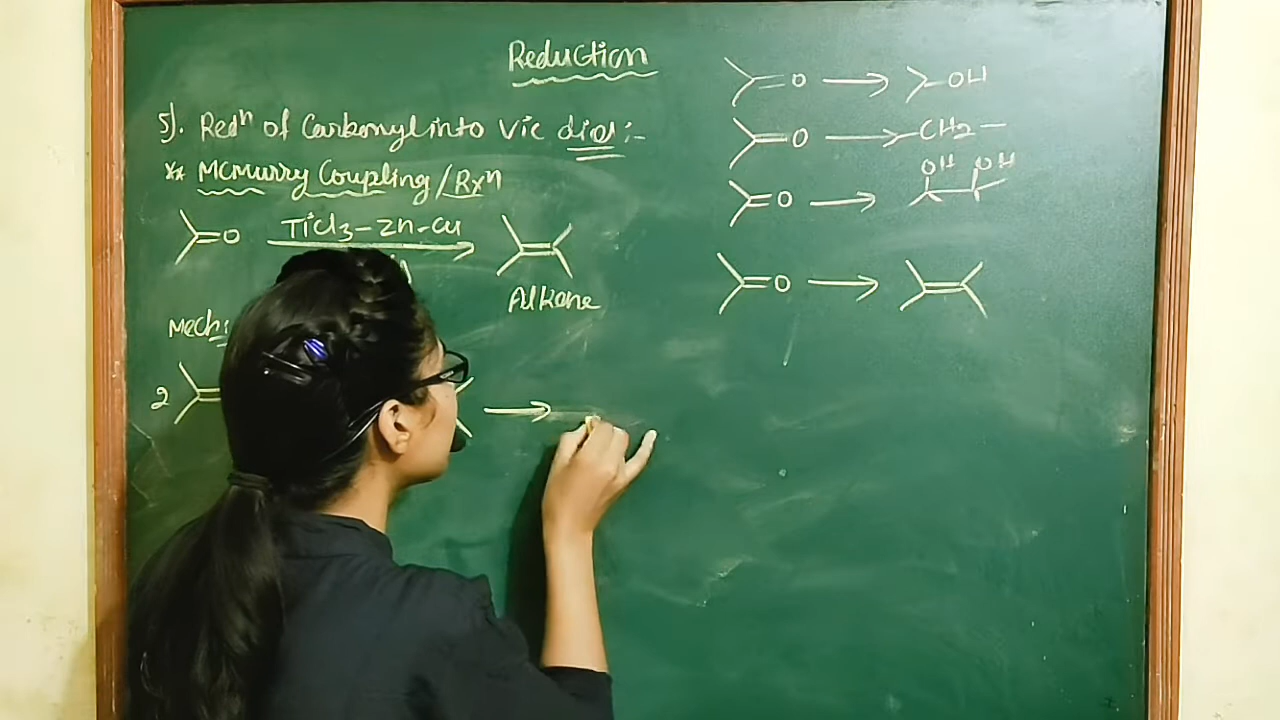 Reduction
5). Redⁿ of Carbonyl into Vic diol :-
** McMurry Coupling / Rxⁿ
=O TiCl3-Zn-Cu
Alkene
Mech:
2
=O → OH
=O → CH2
=O → OH OH
=O →